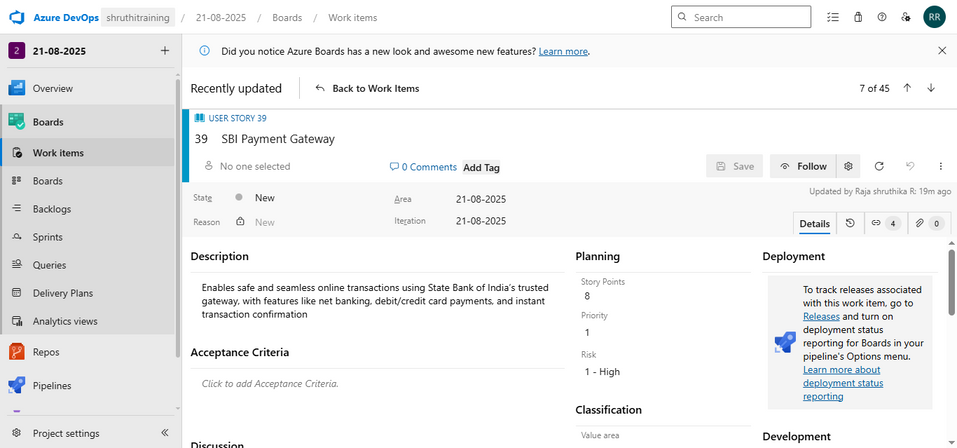 Azure DevOps shruthitraining / 21-08-2025 / Boards / Work items Search RR
2 21-08-2025 +
Did you notice Azure Boards has a new look and awesome new features? Learn more.
Overview
Boards
Work items
Boards
Backlogs
Sprints
Queries
Delivery Plans
Analytics views
Repos
Pipelines
Project settings
Recently updated Back to Work Items 7 of 45
USER STORY 39
39 SBI Payment Gateway
No one selected 0 Comments Add Tag Save Follow
State New Area 21-08-2025 Updated by Raja shruthika R: 19m ago
Reason New Iteration 21-08-2025 Details 4 0
Description
Enables safe and seamless online transactions using State Bank of India's trusted
gateway, with features like net banking, debit/credit card payments, and instant
transaction confirmation
Acceptance Criteria
Click to add Acceptance Criteria.
Discussion
Planning
Story Points
8
Priority
1
Risk
1 - High
Classification
Value area
Deployment
To track releases associated
with this work item, go to
Releases and turn on
deployment status
reporting for Boards in your
pipeline's Options menu.
Learn more about
deployment status
reporting
Development